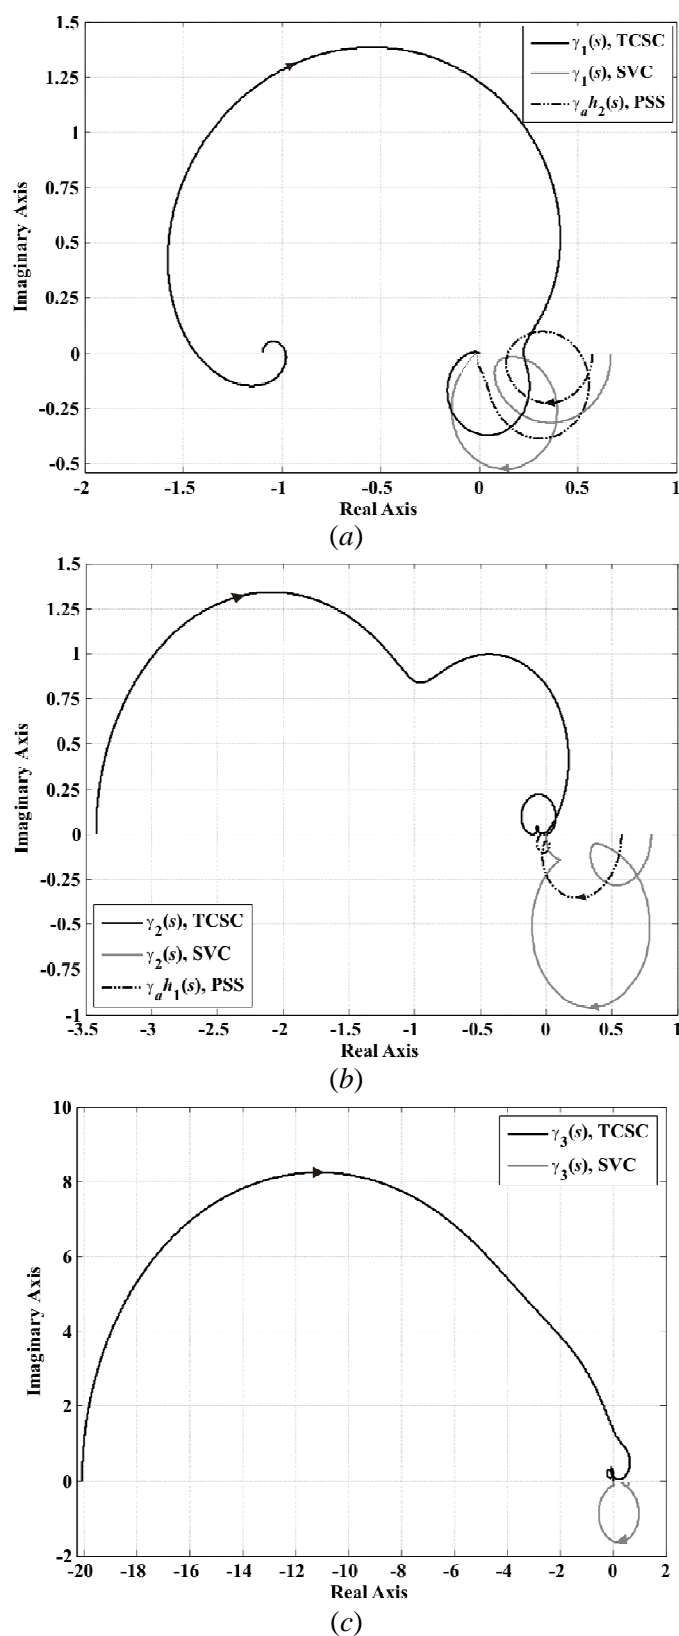 1.5
1.25
1
0.75
0.5
0.25
0
-0.25
-0.5
Imaginary Axis
γ₁(s), TCSC
γ₁(s), SVC
γₐh₂(s), PSS
-2 -1.5 -1 -0.5 0 0.5 1
Real Axis
(a)
1.5
1.25
1
0.75
0.5
0.25
0
-0.25
-0.5
-0.75
-1
Imaginary Axis
γ₂(s), TCSC
γ₂(s), SVC
γₐh₁(s), PSS
-3.5 -3 -2.5 -2 -1.5 -1 -0.5 0 0.5 1
Real Axis
(b)
10
8
6
4
2
0
-2
Imaginary Axis
γ₃(s), TCSC
γ₃(s), SVC
-20 -18 -16 -14 -12 -10 -8 -6 -4 -2 0 2
Real Axis
(c)